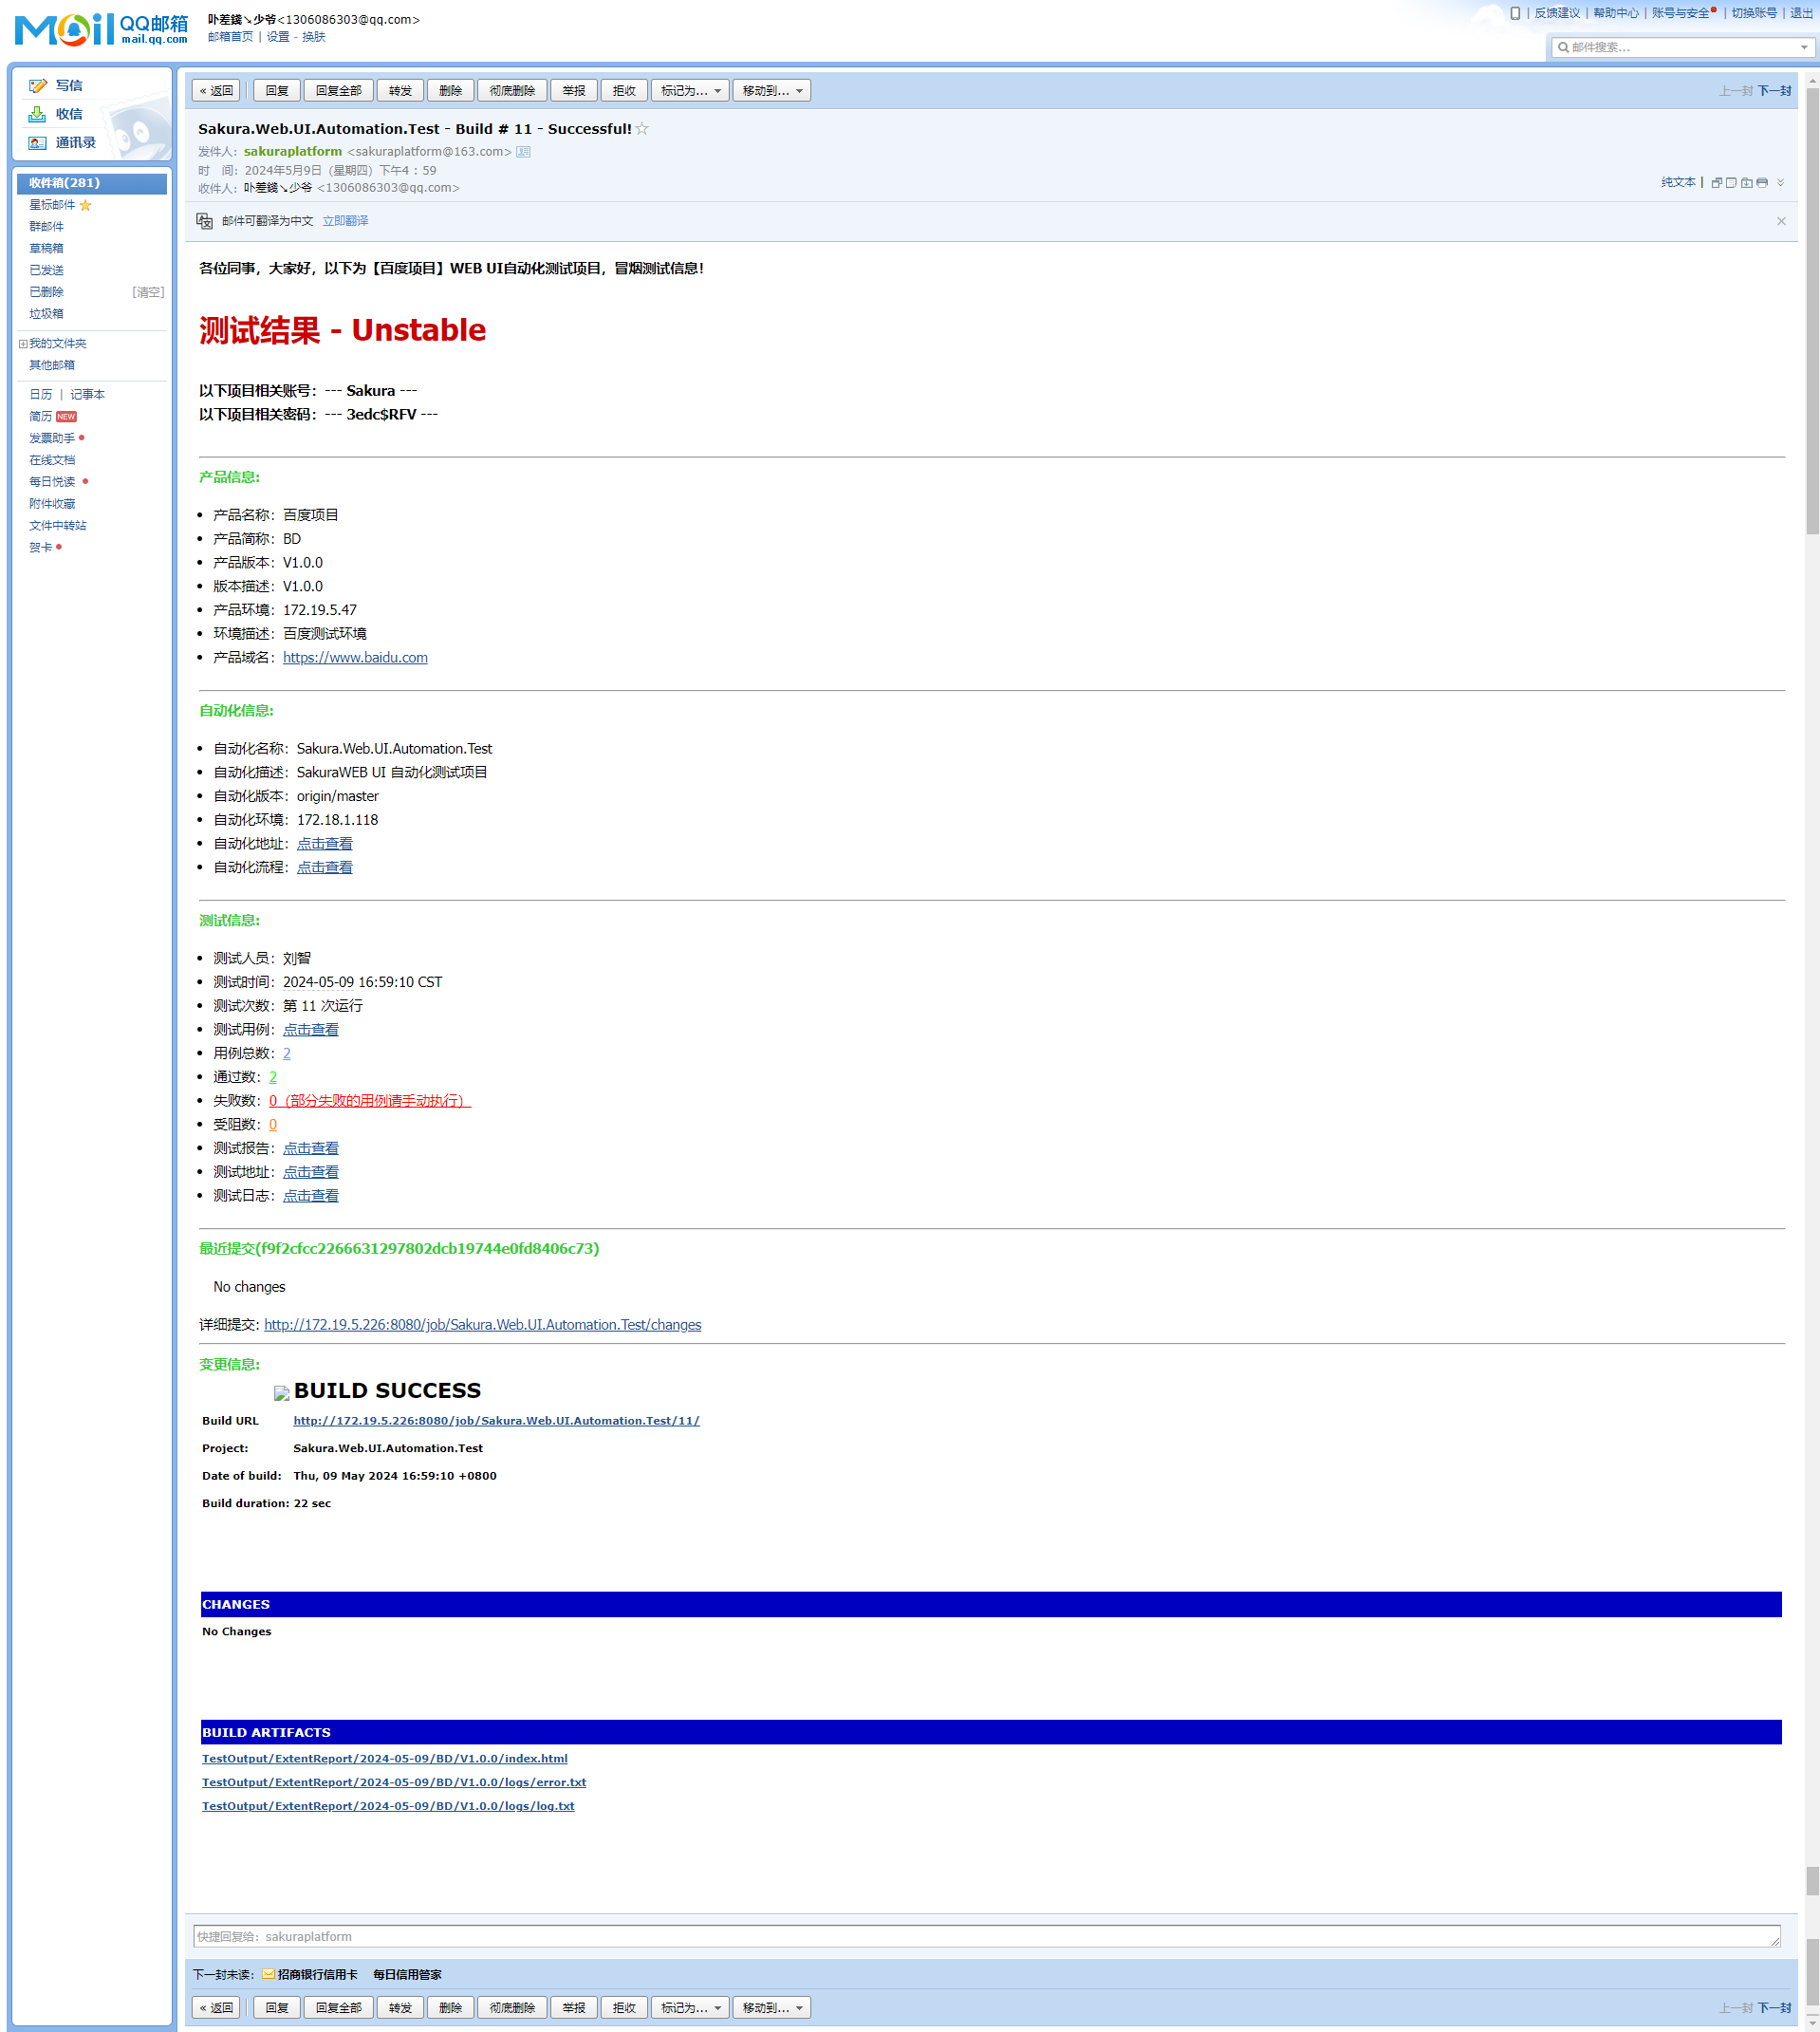 Mail QQ邮箱 mail.qq.com
卟差錢↘少爷<1306086303@qq.com>
邮箱首页 | 设置 - 换肤
| 反馈建议 | 帮助中心 | 账号与安全 | 切换账号 | 退出
邮件搜索...
写信
收信
通讯录
收件箱(281)
星标邮件
群邮件
草稿箱
已发送
已删除 [清空]
垃圾箱
我的文件夹
其他邮箱
日历 | 记事本
简历 NEW
发票助手
在线文档
每日悦读
附件收藏
文件中转站
贺卡
« 返回 回复 回复全部 转发 删除 彻底删除 举报 拒收 标记为... 移动到... 上一封 下一封
Sakura.Web.UI.Automation.Test - Build # 11 - Successful!
发件人：sakuraplatform <sakuraplatform@163.com>
时 间：2024年5月9日（星期四）下午4：59
收件人：卟差錢↘少爷 <1306086303@qq.com>
纯文本 |
邮件可翻译为中文 立即翻译
各位同事，大家好，以下为【百度项目】WEB UI自动化测试项目，冒烟测试信息！
测试结果 - Unstable
以下项目相关账号：--- Sakura ---
以下项目相关密码：--- 3edc$RFV ---
产品信息:
产品名称：百度项目
产品简称：BD
产品版本：V1.0.0
版本描述：V1.0.0
产品环境：172.19.5.47
环境描述：百度测试环境
产品域名：https://www.baidu.com
自动化信息:
自动化名称：Sakura.Web.UI.Automation.Test
自动化描述：SakuraWEB UI 自动化测试项目
自动化版本：origin/master
自动化环境：172.18.1.118
自动化地址：点击查看
自动化流程：点击查看
测试信息:
测试人员：刘智
测试时间：2024-05-09 16:59:10 CST
测试次数：第 11 次运行
测试用例：点击查看
用例总数：2
通过数：2
失败数：0（部分失败的用例请手动执行）
受阻数：0
测试报告：点击查看
测试地址：点击查看
测试日志：点击查看
最近提交(f9f2cfcc2266631297802dcb19744e0fd8406c73)
No changes
详细提交: http://172.19.5.226:8080/job/Sakura.Web.UI.Automation.Test/changes
变更信息:
BUILD SUCCESS
Build URL http://172.19.5.226:8080/job/Sakura.Web.UI.Automation.Test/11/
Project: Sakura.Web.UI.Automation.Test
Date of build: Thu, 09 May 2024 16:59:10 +0800
Build duration: 22 sec
CHANGES
No Changes
BUILD ARTIFACTS
TestOutput/ExtentReport/2024-05-09/BD/V1.0.0/index.html
TestOutput/ExtentReport/2024-05-09/BD/V1.0.0/logs/error.txt
TestOutput/ExtentReport/2024-05-09/BD/V1.0.0/logs/log.txt
快捷回复给：sakuraplatform
下一封未读：招商银行信用卡 每日信用管家
« 返回 回复 回复全部 转发 删除 彻底删除 举报 拒收 标记为... 移动到... 上一封 下一封